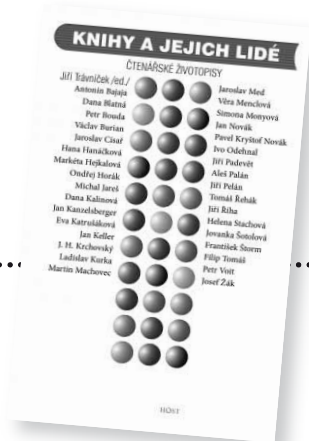 KNIHY A JEJICH LIDÉ
ČTENÁŘSKÉ ŽIVOTOPISY
Jiří Trávníček /ed./
Antonín Bajaja
Dana Blatná
Petr Bouda
Václav Burian
Jaroslav Císař
Hana Hanáčková
Markéta Hejkalová
Ondřej Horák
Michal Jareš
Dana Kalinová
Jan Kanzelsberger
Eva Katrušáková
Jan Keller
J. H. Krchovský
Ladislav Kurka
Martin Machovec
Jaroslav Med
Věra Menclová
Simona Monyová
Jan Novák
Pavel Kryštof Novák
Ivo Odehnal
Jiří Padevět
Aleš Palán
Jiří Pelán
Tomáš Řehák
Jiří Říha
Helena Stachová
Jovanka Šotolová
František Štorm
Filip Tomáš
Petr Voit
Josef Žák
HOST